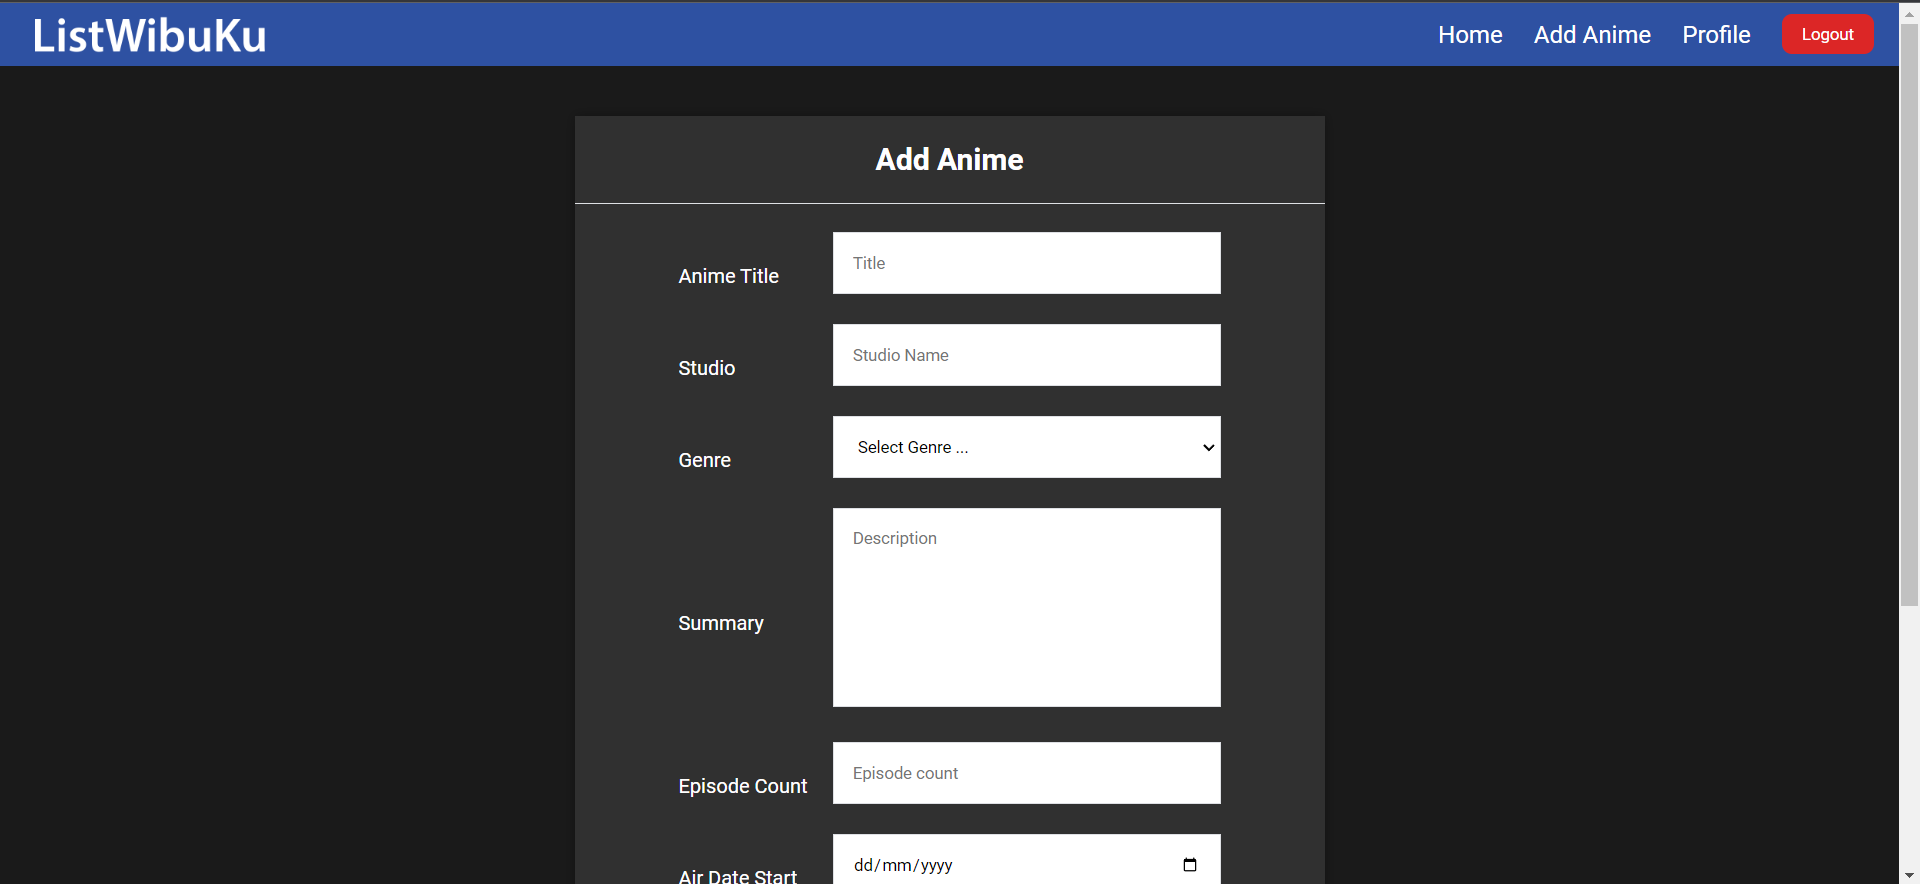 ListWibuKu
Home Add Anime Profile Logout
Add Anime
Anime Title
Title
Studio
Studio Name
Genre
Select Genre ...
Summary
Description
Episode Count
Episode count
Air Date Start
dd/mm/yyyy